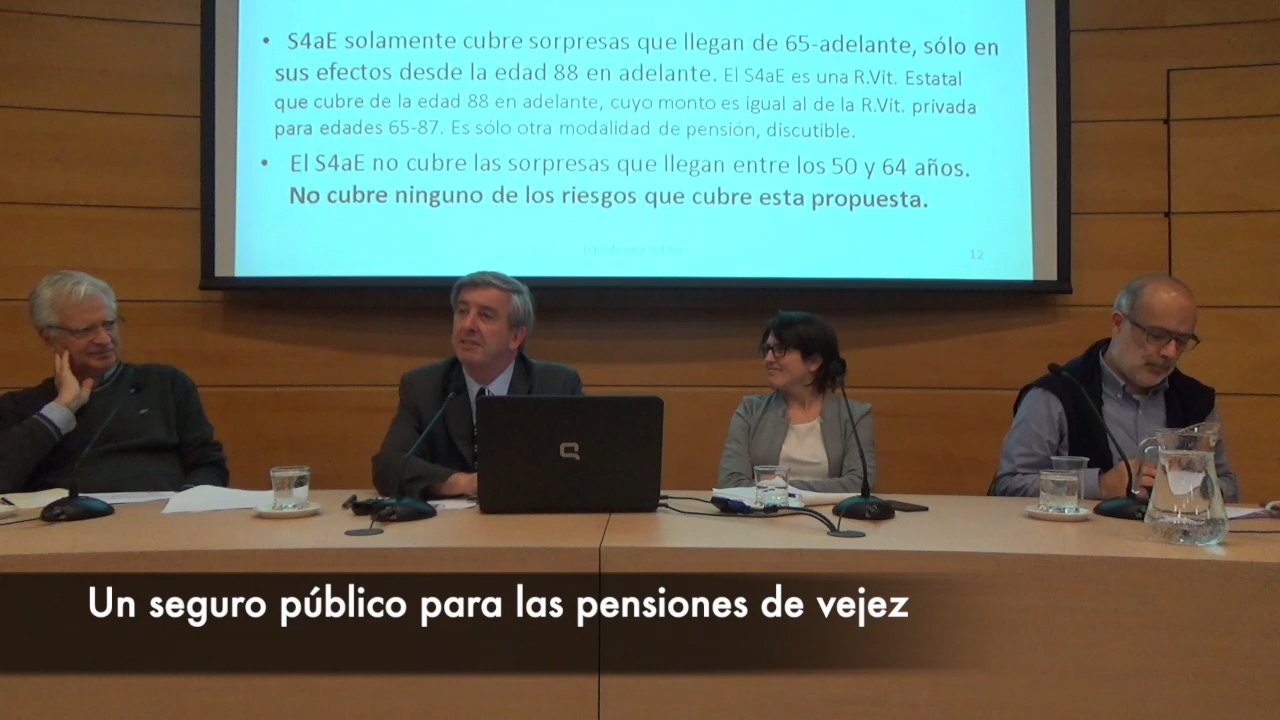 • S4aE solamente cubre sorpresas que llegan de 65-adelante, sólo en
sus efectos desde la edad 88 en adelante. El S4aE es una R.Vit. Estatal
que cubre de la edad 88 en adelante, cuyo monto es igual al de la R.Vit. privada
para edades 65-87. Es sólo otra modalidad de pensión, discutible.
• El S4aE no cubre las sorpresas que llegan entre los 50 y 64 años.
No cubre ninguno de los riesgos que cubre esta propuesta.
(c) Salvador Valdés
12
Un seguro público para las pensiones de vejez